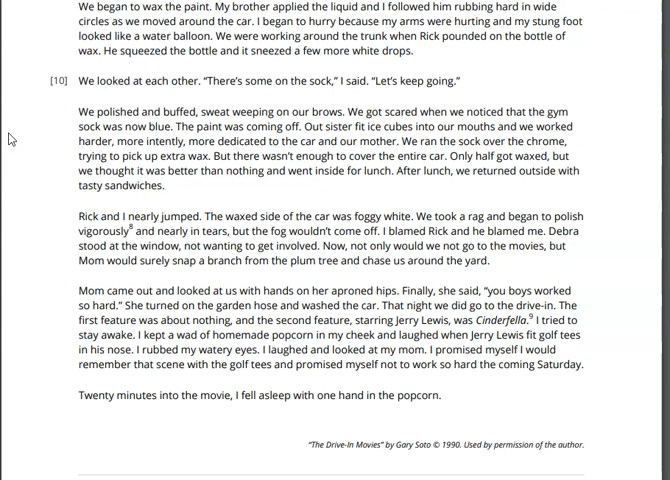 We began to wax the paint. My brother applied the liquid and I followed him rubbing hard in wide
circles as we moved around the car. I began to hurry because my arms were hurting and my stung foot
looked like a water balloon. We were working around the trunk when Rick pounded on the bottle of
wax. He squeezed the bottle and it sneezed a few more white drops.
[10] We looked at each other. “There’s some on the sock,” I said. “Let’s keep going.”
We polished and buffed, sweat weeping on our brows. We got scared when we noticed that the gym
sock was now blue. The paint was coming off. Out sister fit ice cubes into our mouths and we worked
harder, more intently, more dedicated to the car and our mother. We ran the sock over the chrome,
trying to pick up extra wax. But there wasn’t enough to cover the entire car. Only half got waxed, but
we thought it was better than nothing and went inside for lunch. After lunch, we returned outside with
tasty sandwiches.
Rick and I nearly jumped. The waxed side of the car was foggy white. We took a rag and began to polish
vigorously8 and nearly in tears, but the fog wouldn’t come off. I blamed Rick and he blamed me. Debra
stood at the window, not wanting to get involved. Now, not only would we not go to the movies, but
Mom would surely snap a branch from the plum tree and chase us around the yard.
Mom came out and looked at us with hands on her aproned hips. Finally, she said, “you boys worked
so hard.” She turned on the garden hose and washed the car. That night we did go to the drive-in. The
first feature was about nothing, and the second feature, starring Jerry Lewis, was Cinderfella.9 I tried to
stay awake. I kept a wad of homemade popcorn in my cheek and laughed when Jerry Lewis fit golf tees
in his nose. I rubbed my watery eyes. I laughed and looked at my mom. I promised myself I would
remember that scene with the golf tees and promised myself not to work so hard the coming Saturday.
Twenty minutes into the movie, I fell asleep with one hand in the popcorn.
“The Drive-In Movies” by Gary Soto © 1990. Used by permission of the author.